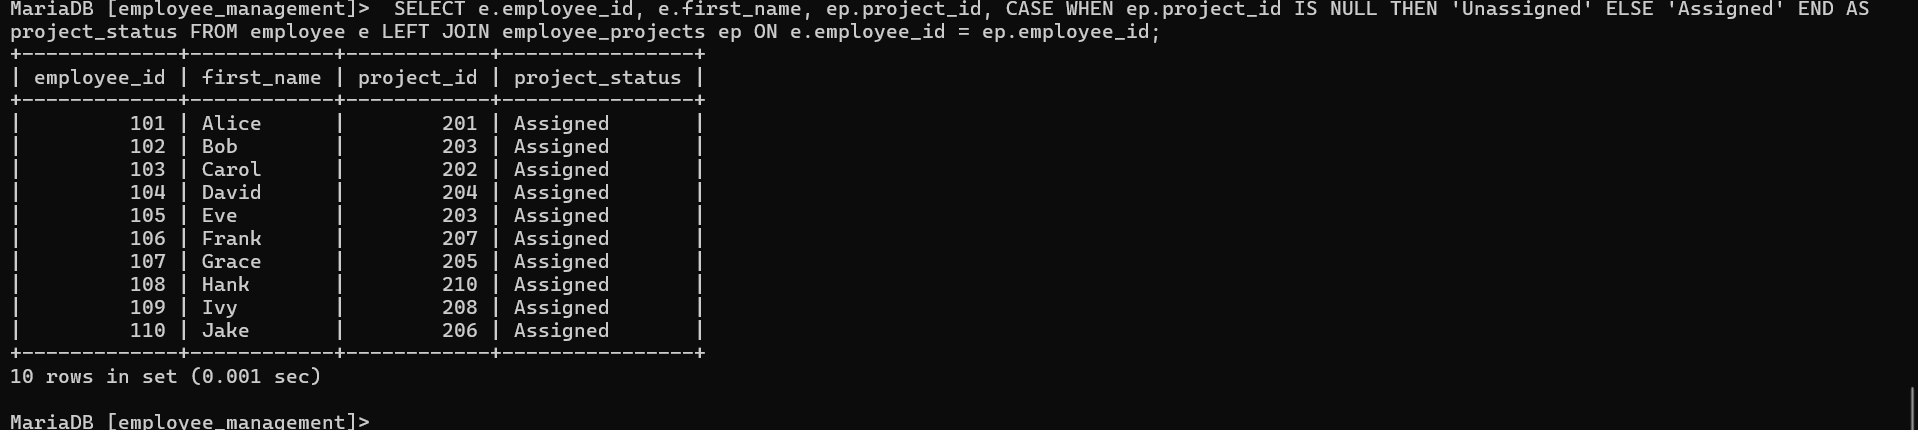 MariaDB [employee_management]>  SELECT e.employee_id, e.first_name, ep.project_id, CASE WHEN ep.project_id IS NULL THEN 'Unassigned' ELSE 'Assigned' END AS
project_status FROM employee e LEFT JOIN employee_projects ep ON e.employee_id = ep.employee_id;
+-------------+------------+------------+----------------+
| employee_id | first_name | project_id | project_status |
+-------------+------------+------------+----------------+
|         101 | Alice      |        201 | Assigned       |
|         102 | Bob        |        203 | Assigned       |
|         103 | Carol      |        202 | Assigned       |
|         104 | David      |        204 | Assigned       |
|         105 | Eve        |        203 | Assigned       |
|         106 | Frank      |        207 | Assigned       |
|         107 | Grace      |        205 | Assigned       |
|         108 | Hank       |        210 | Assigned       |
|         109 | Ivy        |        208 | Assigned       |
|         110 | Jake       |        206 | Assigned       |
+-------------+------------+------------+----------------+
10 rows in set (0.001 sec)
MariaDB [employee_management]>